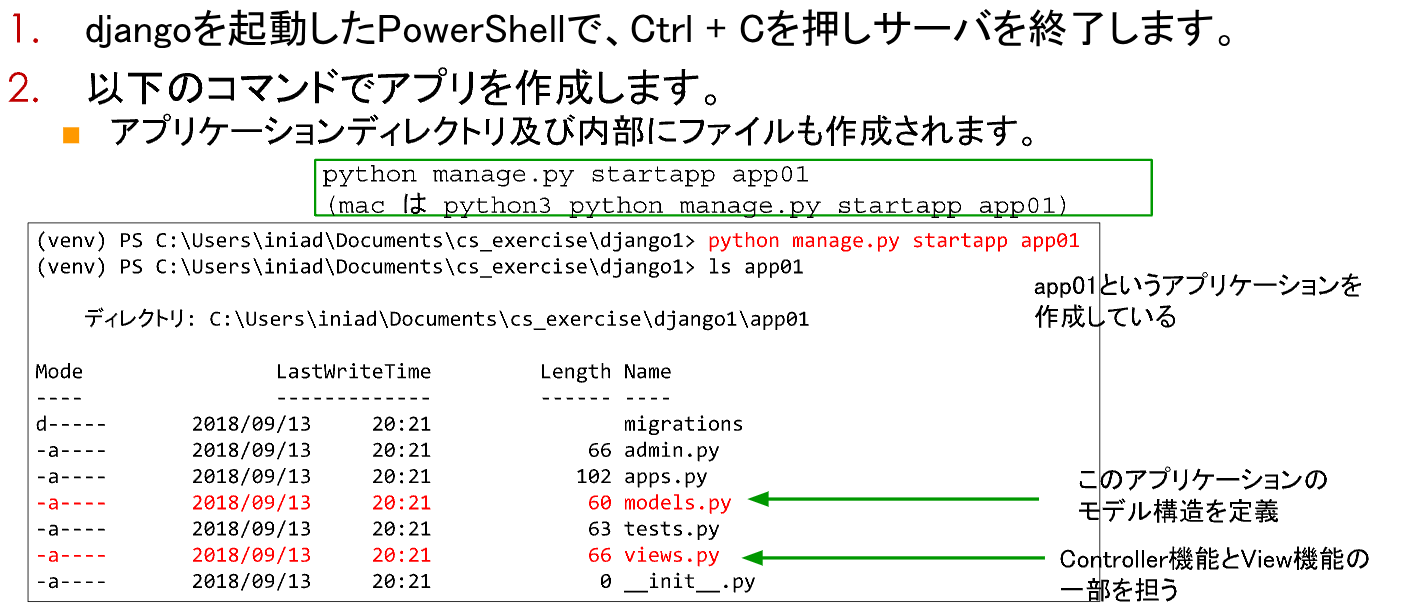 1. djangoを起動したPowerShellで、Ctrl + Cを押しサーバを終了します。
2. 以下のコマンドでアプリを作成します。
■ アプリケーションディレクトリ及び内部にファイルも作成されます。
python manage.py startapp app01
(mac は python3 python manage.py startapp app01)
(venv) PS C:\Users\iniad\Documents\cs_exercise\django1> python manage.py startapp app01
(venv) PS C:\Users\iniad\Documents\cs_exercise\django1> ls app01
app01というアプリケーションを
作成している
ディレクトリ: C:\Users\iniad\Documents\cs_exercise\django1\app01
Mode LastWriteTime Length Name
---- ------------- ------ ----
d----- 2018/09/13 20:21 migrations
-a---- 2018/09/13 20:21 66 admin.py
-a---- 2018/09/13 20:21 102 apps.py
-a---- 2018/09/13 20:21 60 models.py
このアプリケーションの
モデル構造を定義
-a---- 2018/09/13 20:21 63 tests.py
-a---- 2018/09/13 20:21 66 views.py
Controller機能とView機能の
一部を担う
-a---- 2018/09/13 20:21 0 __init__.py